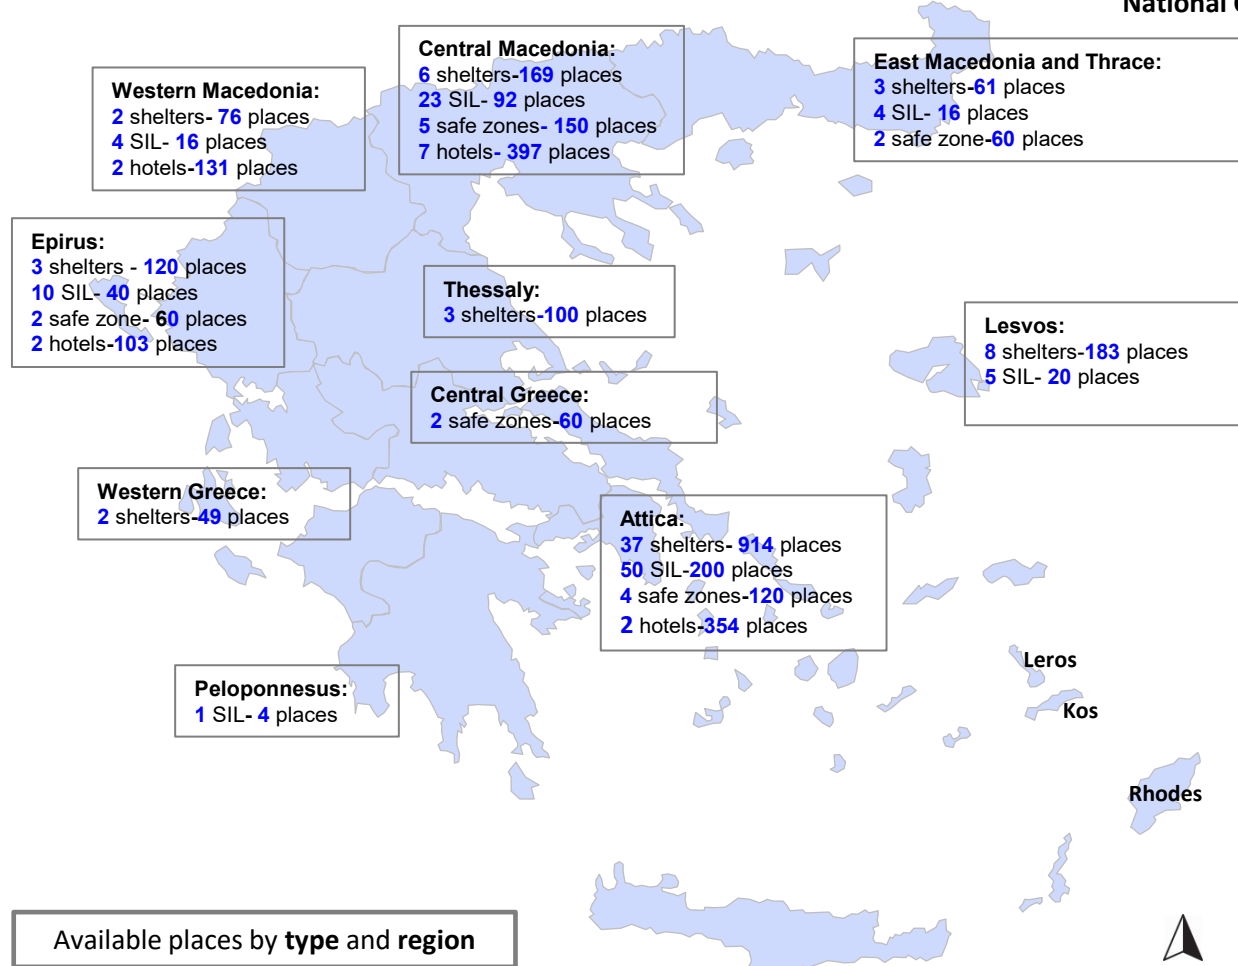 National
Central Macedonia:
6 shelters-169 places
23 SIL- 92 places
5 safe zones- 150 places
7 hotels- 397 places
East Macedonia and Thrace:
3 shelters-61 places
4 SIL- 16 places
2 safe zone-60 places
Western Macedonia:
2 shelters- 76 places
4 SIL- 16 places
2 hotels-131 places
Epirus:
3 shelters - 120 places
10 SIL- 40 places
2 safe zone- 60 places
2 hotels-103 places
Thessaly:
3 shelters-100 places
Lesvos:
8 shelters-183 places
5 SIL- 20 places
Central Greece:
2 safe zones-60 places
Western Greece:
2 shelters-49 places
Attica:
37 shelters- 914 places
50 SIL-200 places
4 safe zones-120 places
2 hotels-354 places
Leros
Kos
Peloponnesus:
1 SIL- 4 places
Rhodes
Available places by type and region